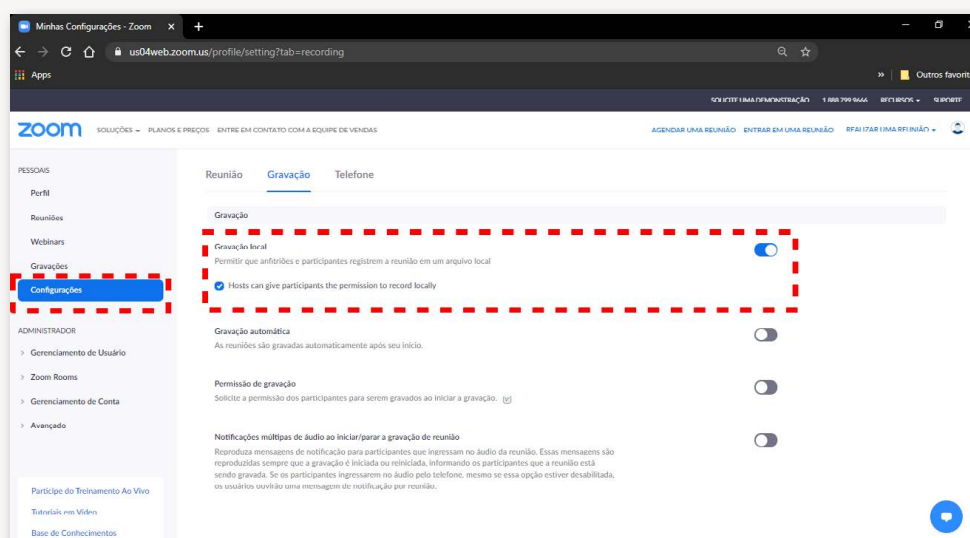 Minhas Configurações - Zoom
us04web.zoom.us/profile/setting?tab=recording
Apps
Outros favorit
SOLICITE UMA DEMONSTRAÇÃO 1.888.799.9666 RECURSOS SUPORTE
zoom SOLUÇÕES PLANOS E PREÇOS ENTRE EM CONTATO COM A EQUIPE DE VENDAS AGENDAR UMA REUNIÃO ENTRAR EM UMA REUNIÃO REALIZAR UMA REUNIÃO
PESSOAIS
Perfil
Reuniões
Webinars
Gravações
Configurações
ADMINISTRADOR
Gerenciamento de Usuário
Zoom Rooms
Gerenciamento de Conta
Avançado
Participe do Treinamento Ao Vivo
Tutoriais em Vídeo
Base de Conhecimentos
Reunião Gravação Telefone
Gravação
Gravação local
Permitir que anfitriões e participantes registrem a reunião em um arquivo local
Hosts can give participants the permission to record locally
Gravação automática
As reuniões são gravadas automaticamente após seu início.
Permissão de gravação
Solicite a permissão dos participantes para serem gravados ao iniciar a gravação.
Notificações múltipas de áudio ao iniciar/parar a gravação de reunião
Reproduza mensagens de notificação para participantes que ingressam no áudio da reunião. Essas mensagens são
reproduzidas sempre que a gravação é iniciada ou reiniciada, informando os participantes que a reunião está
sendo gravada. Se os participantes ingressarem no áudio pelo telefone, mesmo se essa opção estiver desabilitada,
os usuários ouvirão uma mensagem de notificação por reunião.